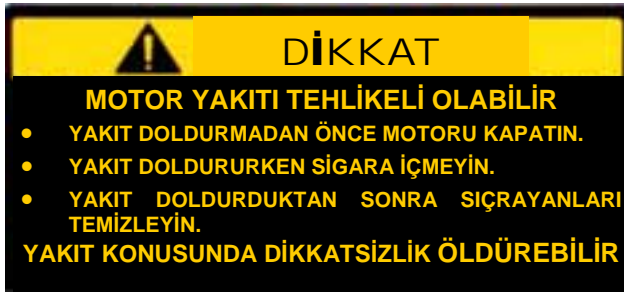 DİKKAT
MOTOR YAKITI TEHLİKELİ OLABİLİR
• YAKIT DOLDURMADAN ÖNCE MOTORU KAPATIN.
• YAKIT DOLDURURKEN SİGARA İÇMEYİN.
• YAKIT DOLDURDUKTAN SONRA SIÇRAYANLARI
TEMİZLEYİN.
YAKIT KONUSUNDA DİKKATSİZLİK ÖLDÜREBİLİR